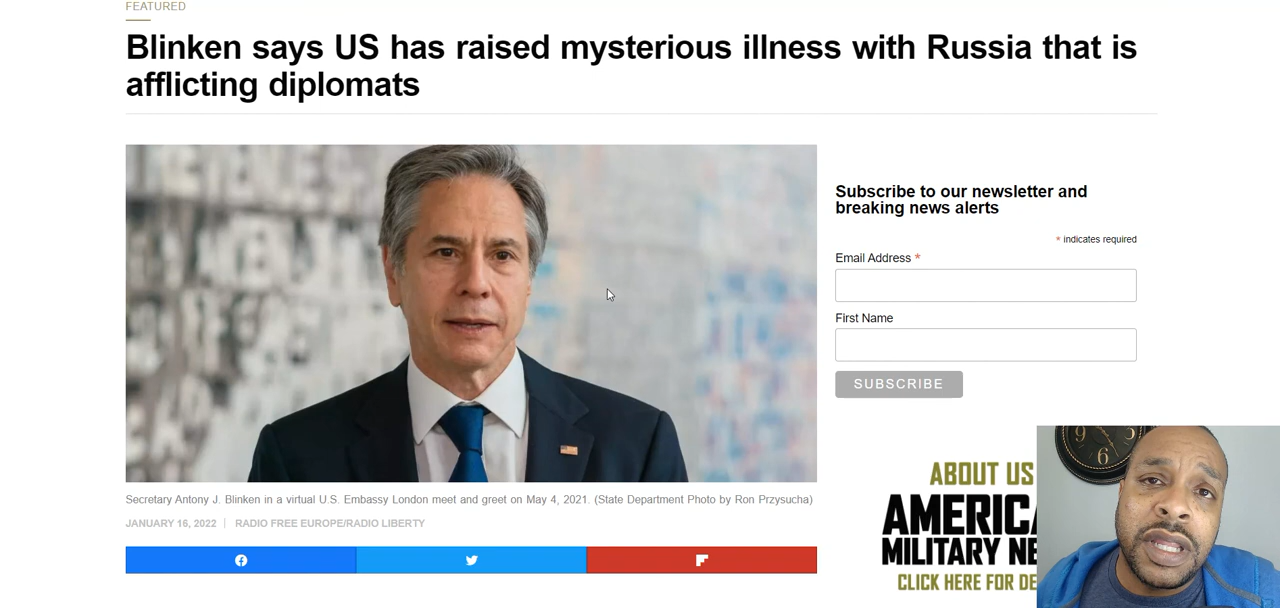 FEATURED
Blinken says US has raised mysterious illness with Russia that is
afflicting diplomats
Subscribe to our newsletter and
breaking news alerts
* indicates required
Email Address *
First Name
SUBSCRIBE
Secretary Antony J. Blinken in a virtual U.S. Embassy London meet and greet on May 4, 2021. (State Department Photo by Ron Przysucha)
JANUARY 16, 2022 | RADIO FREE EUROPE/RADIO LIBERTY
ABOUT US
AMERICA
MILITARY NE
CLICK HERE FOR DE
9
6
3